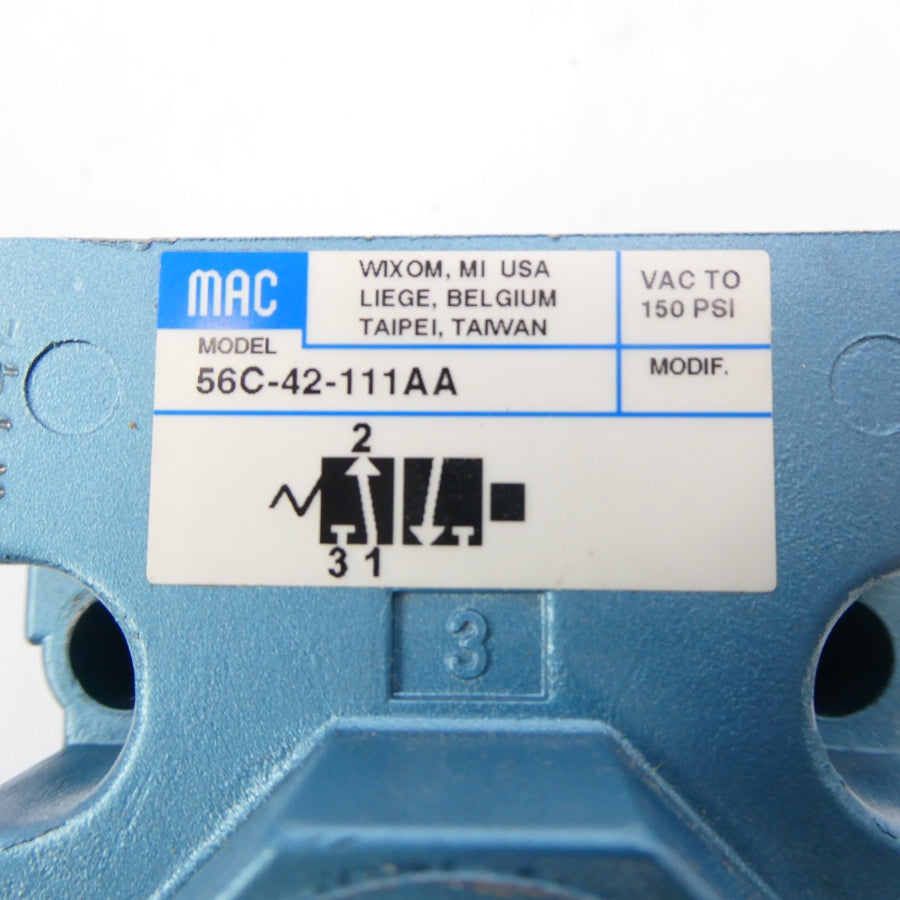 MAC
WIXOM, MI USA
LIEGE, BELGIUM
TAIPEI, TAIWAN
VAC TO
150 PSI
MODEL
56C-42-111AA
MODIF.
2
3 1
3